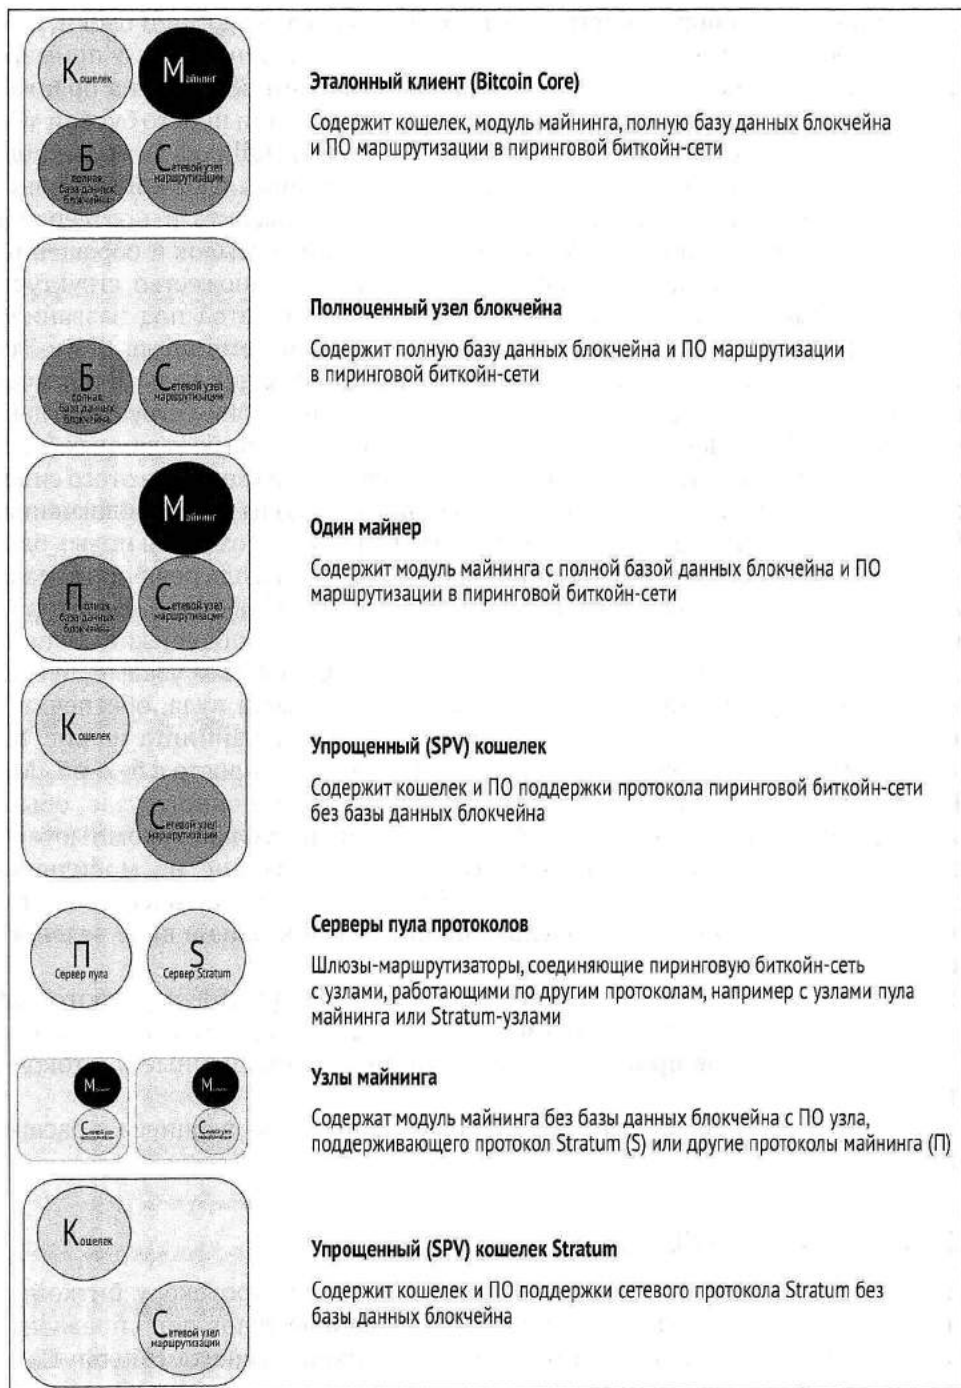 Кошелек
Майнинг
Б
полная
база данных
блокчейна
Сетевой узел
маршрутизации
Эталонный клиент (Bitcoin Core)
Содержит кошелек, модуль майнинга, полную базу данных блокчейна
и ПО маршрутизации в пиринговой биткойн-сети
Б
полная
база данных
блокчейна
Сетевой узел
маршрутизации
Полноценный узел блокчейна
Содержит полную базу данных блокчейна и ПО маршрутизации
в пиринговой биткойн-сети
Майнинг
Полная
база данных
блокчейна
Сетевой узел
маршрутизации
Один майнер
Содержит модуль майнинга с полной базой данных блокчейна и ПО
маршрутизации в пиринговой биткойн-сети
Кошелек
Сетевой узел
маршрутизации
Упрощенный (SPV) кошелек
Содержит кошелек и ПО поддержки протокола пиринговой биткойн-сети
без базы данных блокчейна
П
Сервер пула
S
Сервер Stratum
Серверы пула протоколов
Шлюзы-маршрутизаторы, соединяющие пиринговую биткойн-сеть
с узлами, работающими по другим протоколам, например с узлами пула
майнинга или Stratum-узлами
М
М
С
С
Узлы майнинга
Содержат модуль майнинга без базы данных блокчейна с ПО узла,
поддерживающего протокол Stratum (S) или другие протоколы майнинга (П)
Кошелек
Сетевой узел
маршрутизации
Упрощенный (SPV) кошелек Stratum
Содержит кошелек и ПО поддержки сетевого протокола Stratum без
базы данных блокчейна